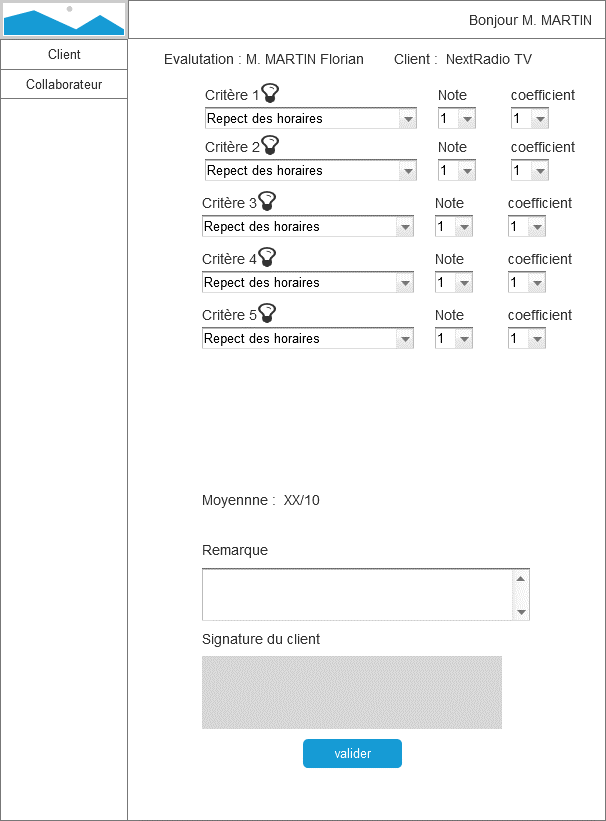 Bonjour M. MARTIN
Client
Collaborateur
Evalutation : M. MARTIN Florian Client : NextRadio TV
Critère 1 Note coefficient
Repect des horaires 1 1
Critère 2 Note coefficient
Repect des horaires 1 1
Critère 3 Note coefficient
Repect des horaires 1 1
Critère 4 Note coefficient
Repect des horaires 1 1
Critère 5 Note coefficient
Repect des horaires 1 1
Moyennne : XX/10
Remarque
Signature du client
valider